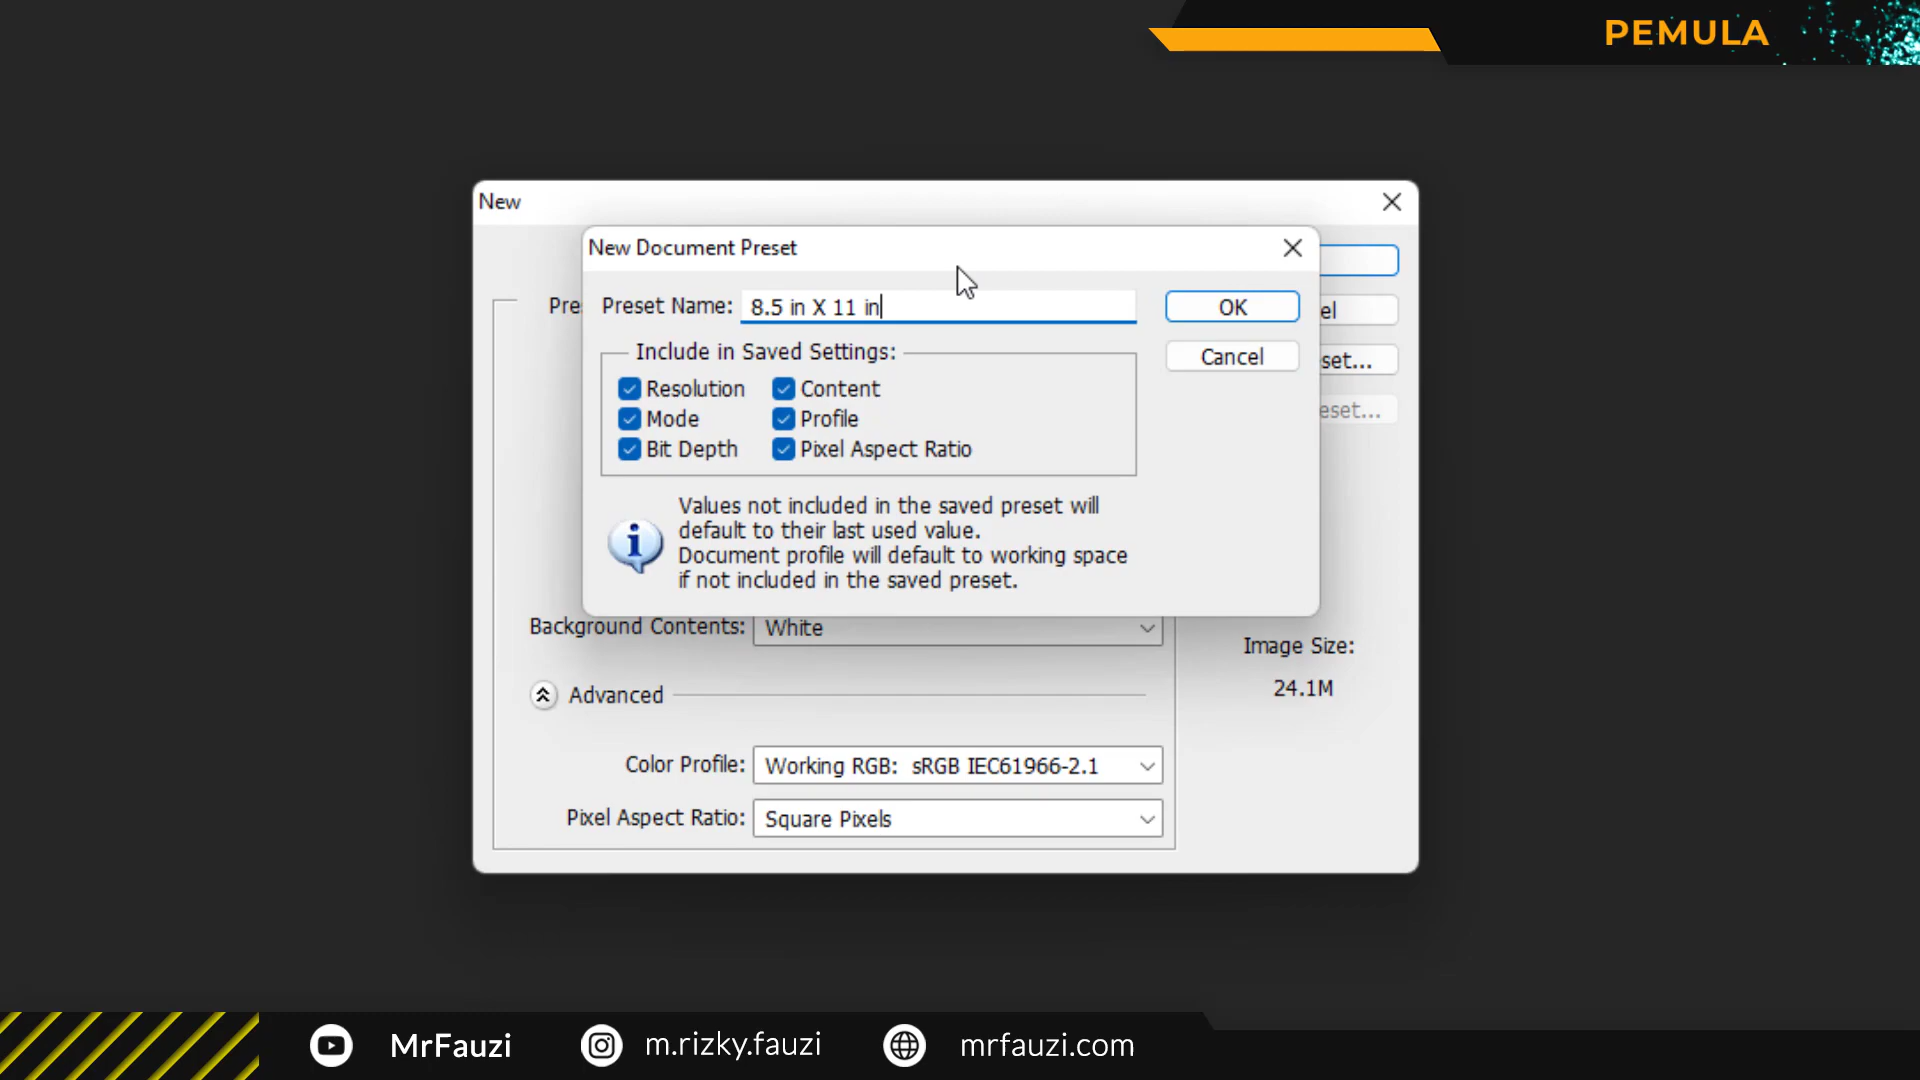 PEMULA
New
New Document Preset
Pre
Preset Name: 8.5 in X 11 in
OK
el
Include in Saved Settings:
Cancel
set...
Resolution Content
Mode Profile
eset...
Bit Depth Pixel Aspect Ratio
Values not included in the saved preset will
default to their last used value.
Document profile will default to working space
if not included in the saved preset.
Background Contents: White
Image Size:
24.1M
Advanced
Color Profile: Working RGB: sRGB IEC61966-2.1
Pixel Aspect Ratio: Square Pixels
MrFauzi m.rizky.fauzi mrfauzi.com